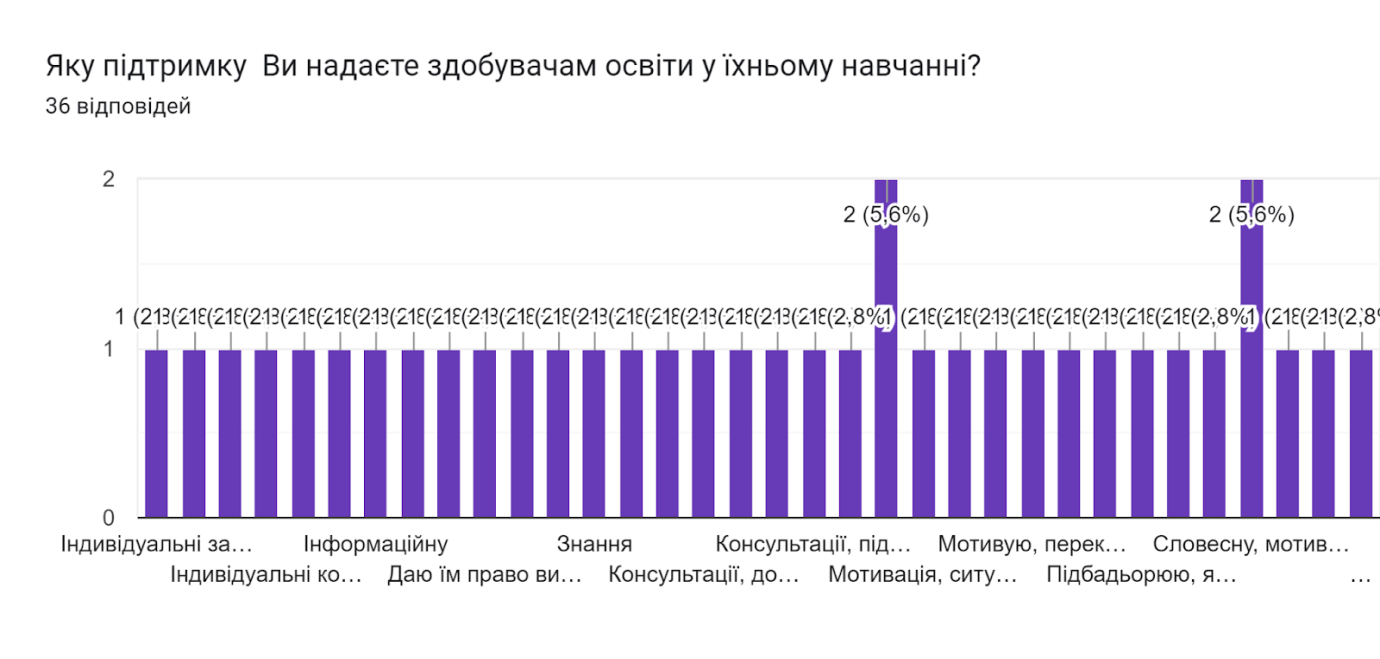 Яку підтримку Ви надаєте здобувачам освіти у їхньому навчанні?
36 відповідей
2
2 (5,6%) 2 (5,6%)
1
0
Індивідуальні за… Інформаційну Знання Консультації, під… Мотивую, перек… Словесну, мотив…
Індивідуальні ко… Даю їм право ви… Консультації, до… Мотивація, ситу… Підбадьорюю, я… …